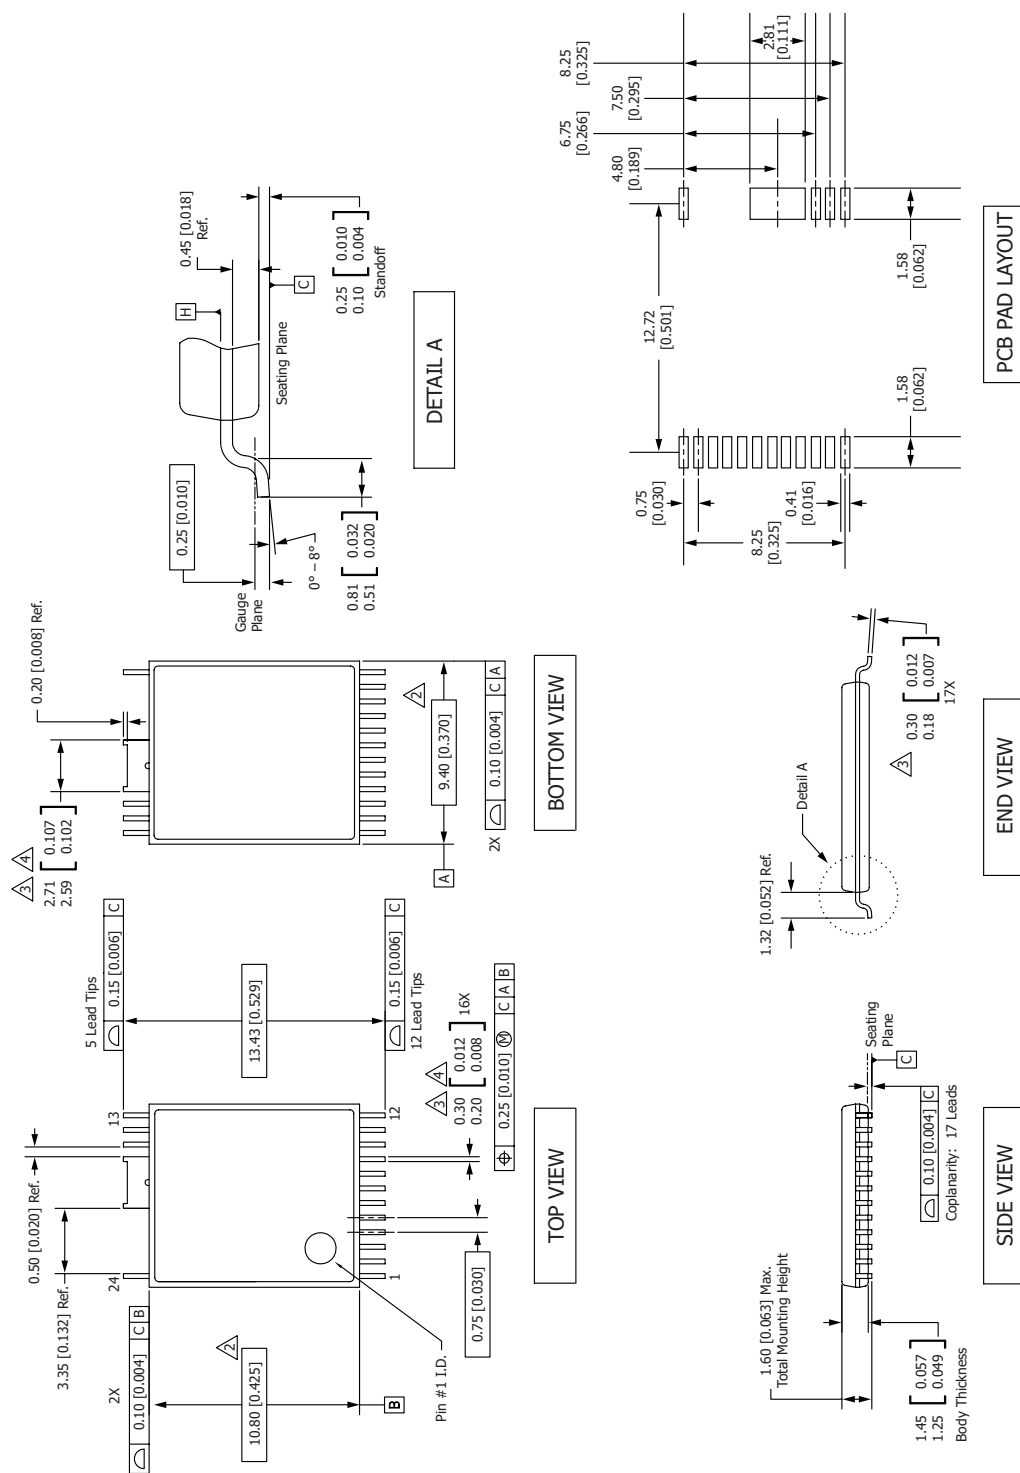 2X
⌓ 0.10 [0.004] C B
3.35 [0.132] Ref.
0.50 [0.020] Ref.
10.80 [0.425]
2
B
24
13
1
12
Pin #1 I.D.
0.75 [0.030]
5 Lead Tips
⌓ 0.15 [0.006] C
13.43 [0.529]
⌓ 0.15 [0.006] C
12 Lead Tips
3 4
0.30 [0.012] 16X
0.20 [0.008]
⌖ 0.25 [0.010] Ⓜ C A B
TOP VIEW
3 4
2.71 [0.107]
2.59 [0.102]
0.20 [0.008] Ref.
2
9.40 [0.370]
A
2X
⌓ 0.10 [0.004] C A
BOTTOM VIEW
Gauge
Plane
0.25 [0.010]
0° – 8°
0.81 [0.032]
0.51 [0.020]
H
0.45 [0.018]
Ref.
Seating Plane
C
0.25 [0.010]
0.10 [0.004]
Standoff
DETAIL A
1.60 [0.063] Max.
Total Mounting Height
1.45 [0.057]
1.25 [0.049]
Body Thickness
Seating
Plane
C
⌓ 0.10 [0.004] C
Coplanarity: 17 Leads
SIDE VIEW
1.32 [0.052] Ref.
Detail A
3
0.30 [0.012]
0.18 [0.007]
17X
END VIEW
8.25
[0.325]
7.50
[0.295]
6.75
[0.266]
4.80
[0.189]
2.81
[0.111]
12.72
[0.501]
0.75
[0.030]
8.25
[0.325]
0.41
[0.016]
1.58
[0.062]
1.58
[0.062]
PCB PAD LAYOUT